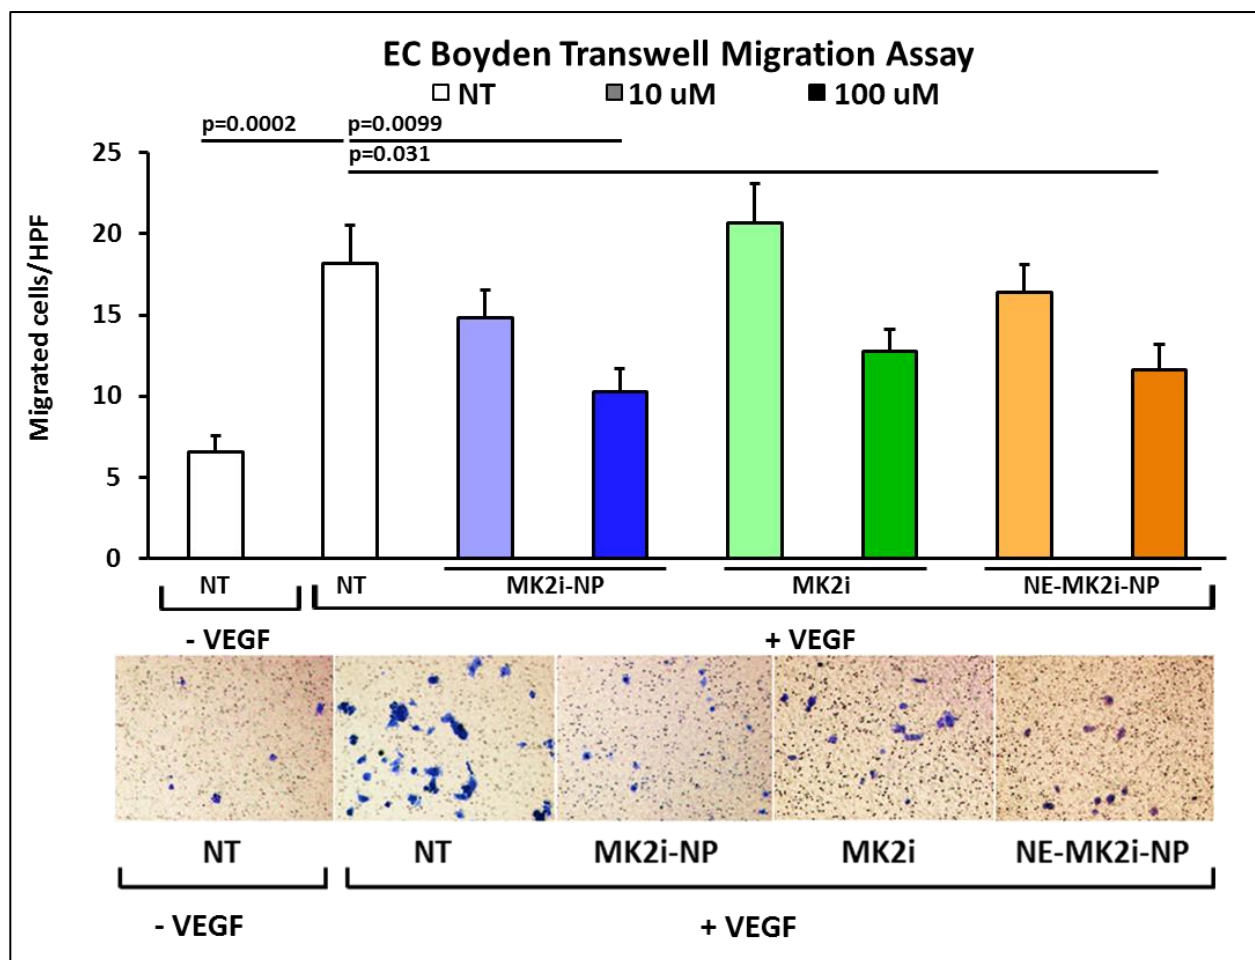 EC Boyden Transwell Migration Assay
NT 10 uM 100 uM
p=0.0002 p=0.0099
p=0.031
Migrated cells/HPF
25
20
15
10
5
0
NT NT MK2i-NP MK2i NE-MK2i-NP
- VEGF + VEGF
NT NT MK2i-NP MK2i NE-MK2i-NP
- VEGF + VEGF